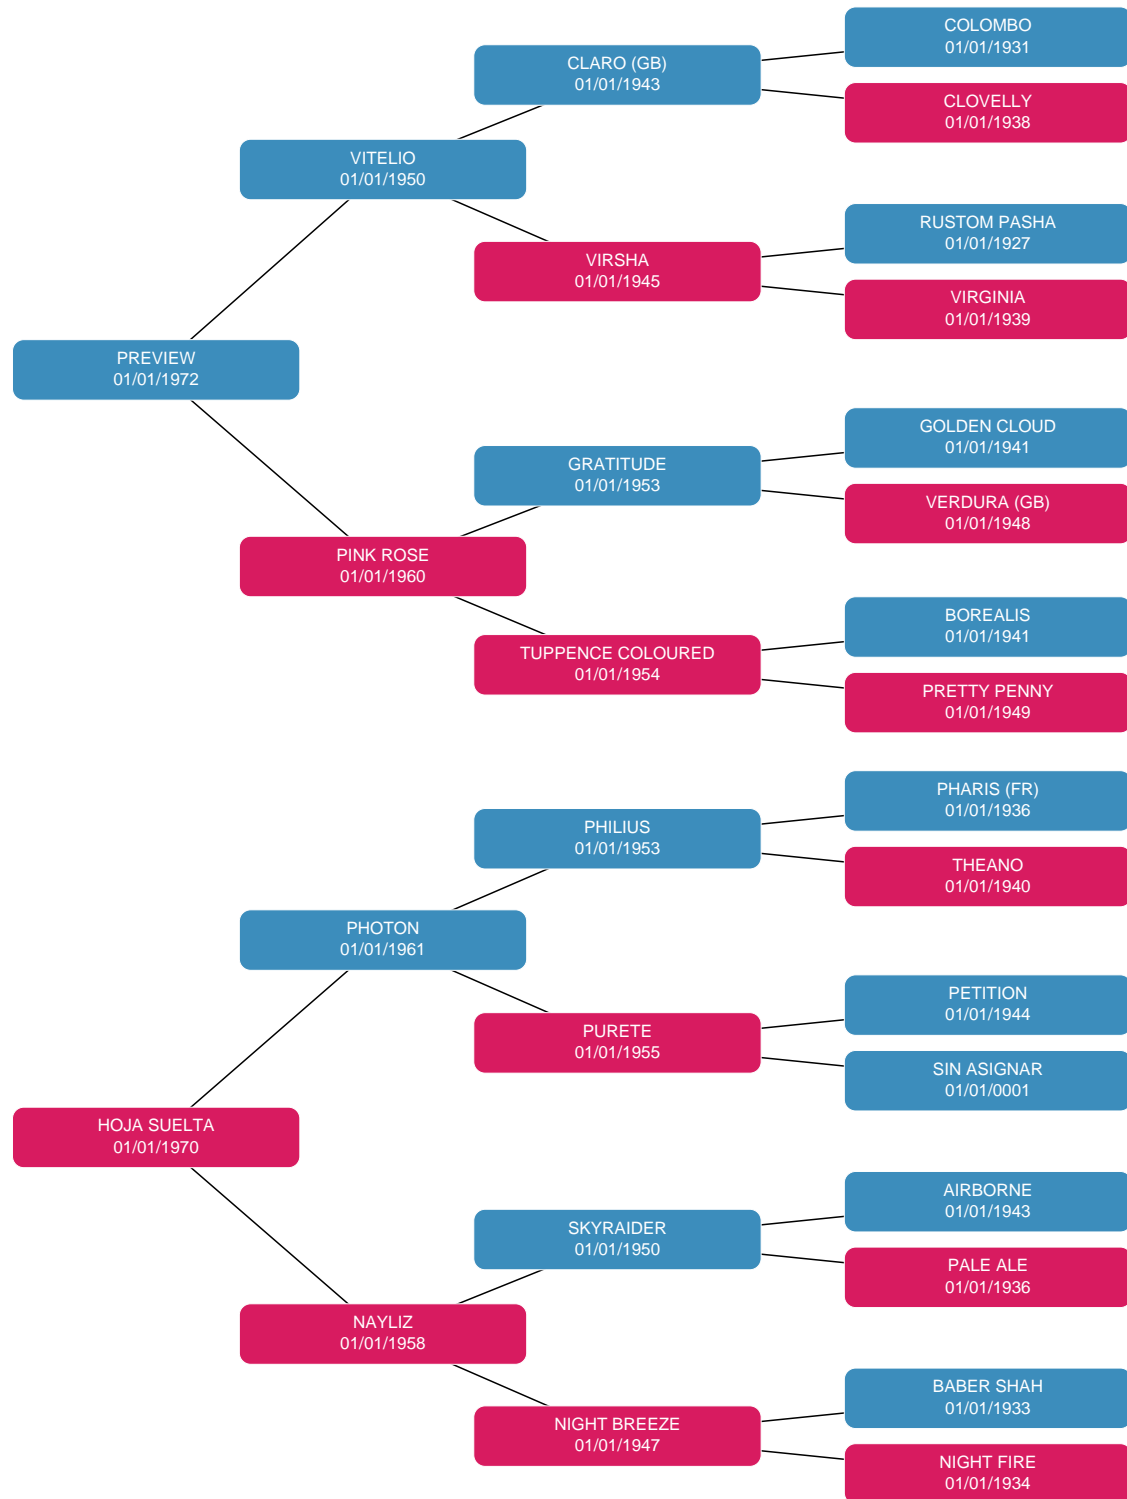 COLOMBO
01/01/1931
CLARO (GB)
01/01/1943
CLOVELLY
01/01/1938
VITELIO
01/01/1950
RUSTOM PASHA
01/01/1927
VIRSHA
01/01/1945
VIRGINIA
01/01/1939
PREVIEW
01/01/1972
GOLDEN CLOUD
01/01/1941
GRATITUDE
01/01/1953
VERDURA (GB)
01/01/1948
PINK ROSE
01/01/1960
BOREALIS
01/01/1941
TUPPENCE COLOURED
01/01/1954
PRETTY PENNY
01/01/1949
PHARIS (FR)
01/01/1936
PHILIUS
01/01/1953
THEANO
01/01/1940
PHOTON
01/01/1961
PETITION
01/01/1944
PURETE
01/01/1955
SIN ASIGNAR
01/01/0001
HOJA SUELTA
01/01/1970
AIRBORNE
01/01/1943
SKYRAIDER
01/01/1950
PALE ALE
01/01/1936
NAYLIZ
01/01/1958
BABER SHAH
01/01/1933
NIGHT BREEZE
01/01/1947
NIGHT FIRE
01/01/1934